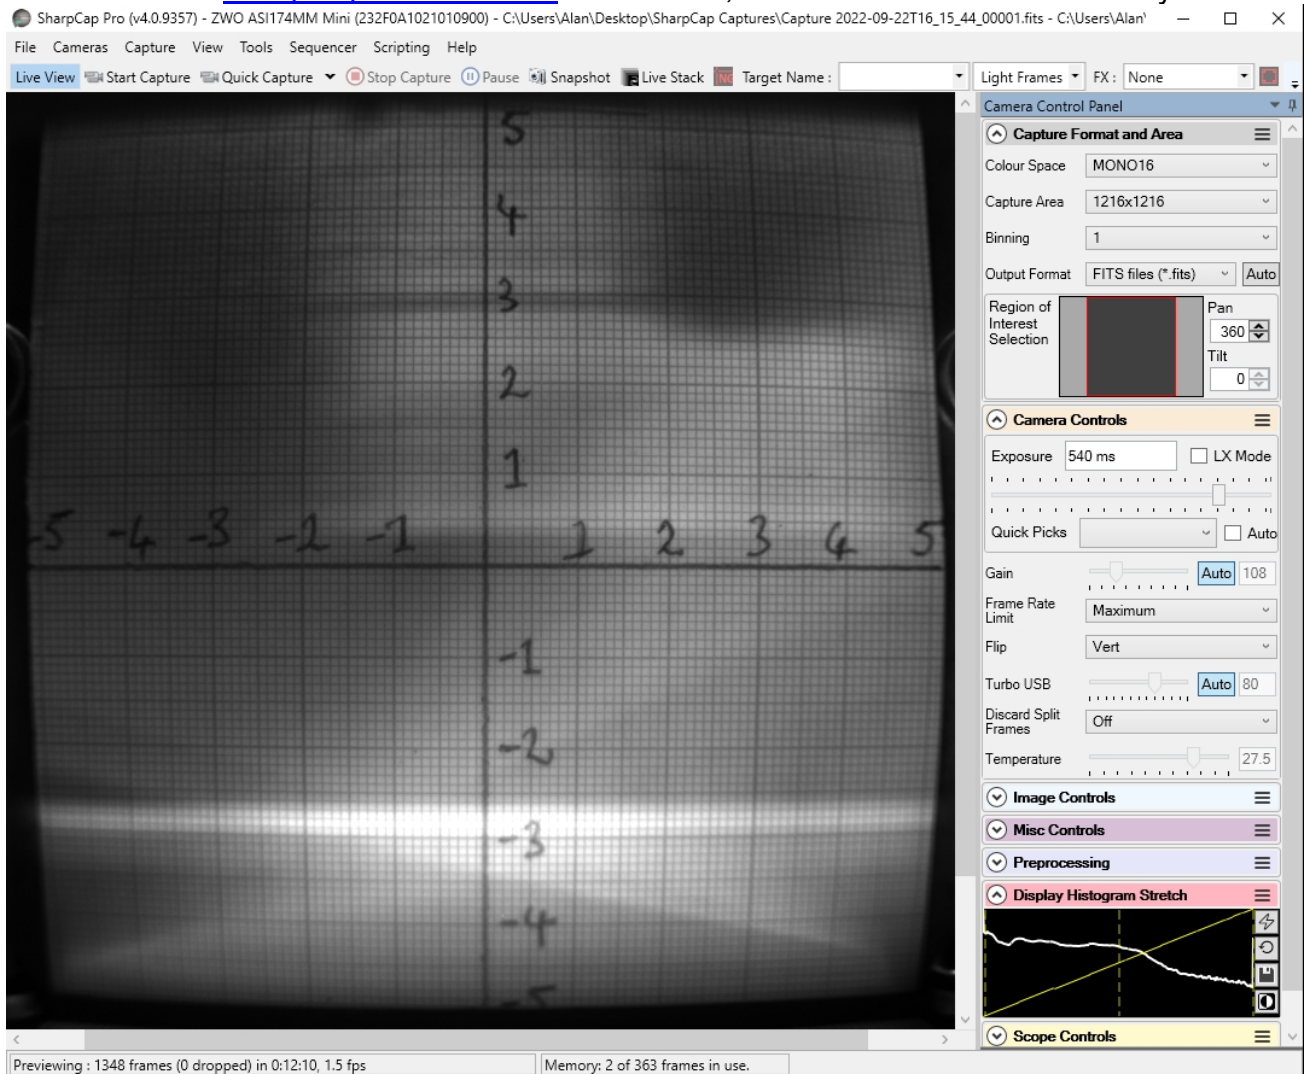 SharpCap Pro (v4.0.9357) - ZWO ASI174MM Mini (232F0A1021010900) - C:\Users\Alan\Desktop\SharpCap Captures\Capture 2022-09-22T16_15_44_00001.fits - C:\Users\Alan'
File Cameras Capture View Tools Sequencer Scripting Help
Live View Start Capture Quick Capture Stop Capture Pause Snapshot Live Stack Target Name : Light Frames FX : None
Camera Control Panel
Capture Format and Area
Colour Space MONO16
Capture Area 1216x1216
Binning 1
Output Format FITS files (*.fits) Auto
Region of Interest Selection
Pan
360
Tilt
0
Camera Controls
Exposure 540 ms LX Mode
Quick Picks Auto
Gain Auto 108
Frame Rate Limit Maximum
Flip Vert
Turbo USB Auto 80
Discard Split Frames Off
Temperature 27.5
Image Controls
Misc Controls
Preprocessing
Display Histogram Stretch
Scope Controls
5
4
3
2
1
-5 -4 -3 -2 -1 1 2 3 4 5
-1
-2
-3
-4
-5
Previewing : 1348 frames (0 dropped) in 0:12:10, 1.5 fps Memory: 2 of 363 frames in use.